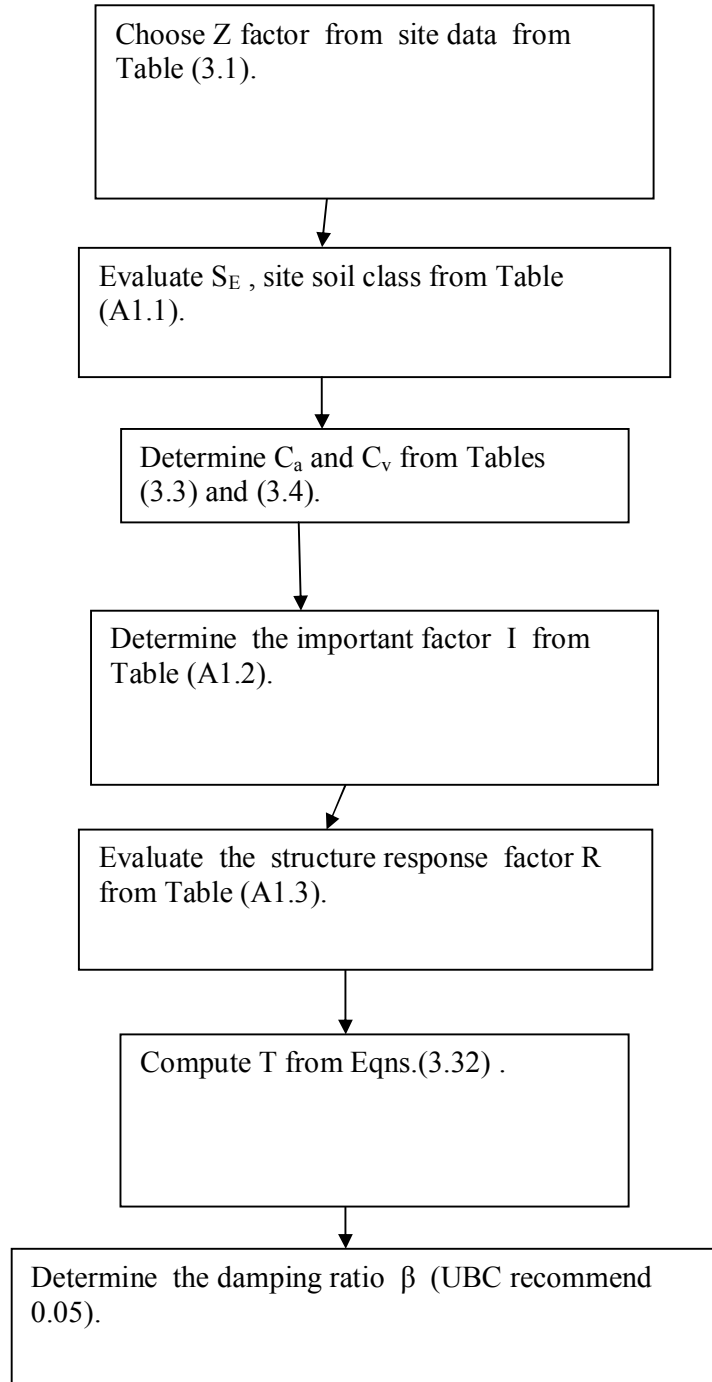 Choose Z factor from site data from
Table (3.1).
Evaluate S_E , site soil class from Table
(A1.1).
Determine C_a and C_v from Tables
(3.3) and (3.4).
Determine the important factor I from
Table (A1.2).
Evaluate the structure response factor R
from Table (A1.3).
Compute T from Eqns.(3.32) .
Determine the damping ratio β (UBC recommend
0.05).